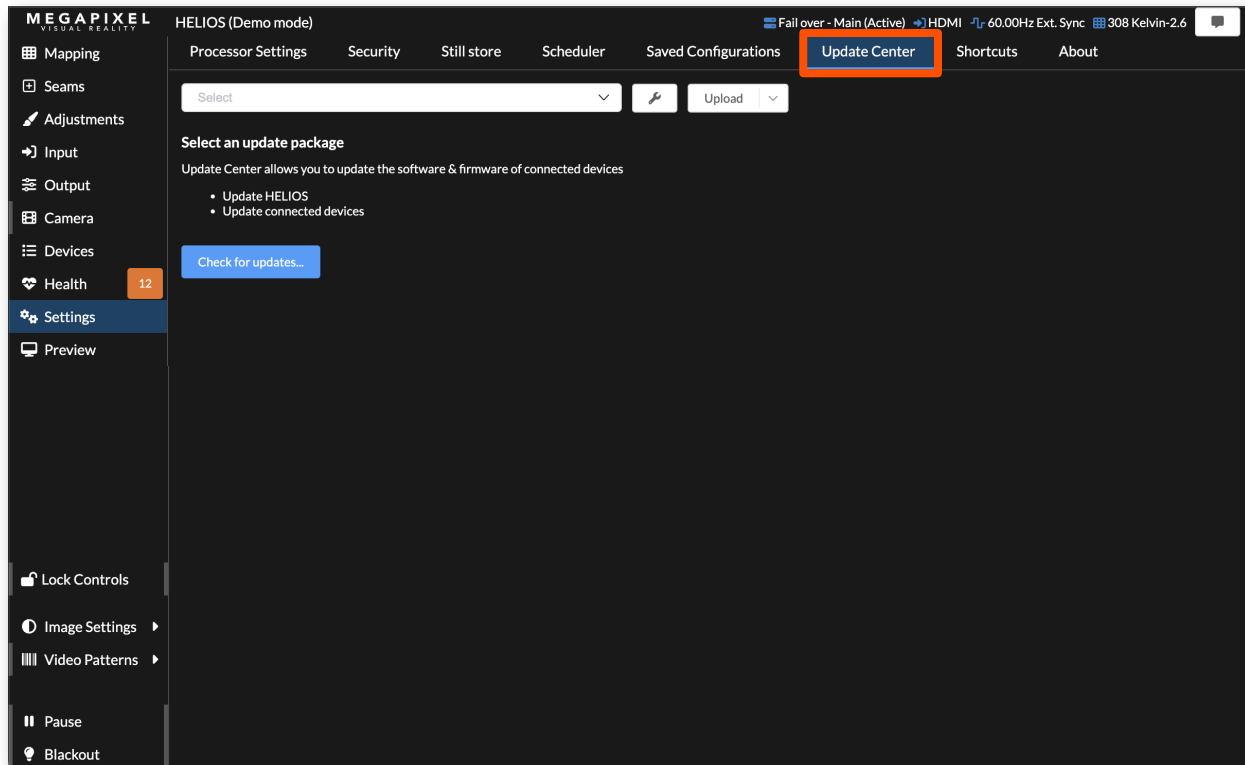 MEGAPIXEL
VISUAL REALITY
HELIOS (Demo mode)
Fail over - Main (Active) HDMI 60.00Hz Ext. Sync 308 Kelvin-2.6
Processor Settings Security Still store Scheduler Saved Configurations Update Center Shortcuts About
Mapping
Seams
Adjustments
Input
Output
Camera
Devices
Health 12
Settings
Preview
Lock Controls
Image Settings
Video Patterns
Pause
Blackout
Select
Upload
Select an update package
Update Center allows you to update the software & firmware of connected devices
• Update HELIOS
• Update connected devices
Check for updates...